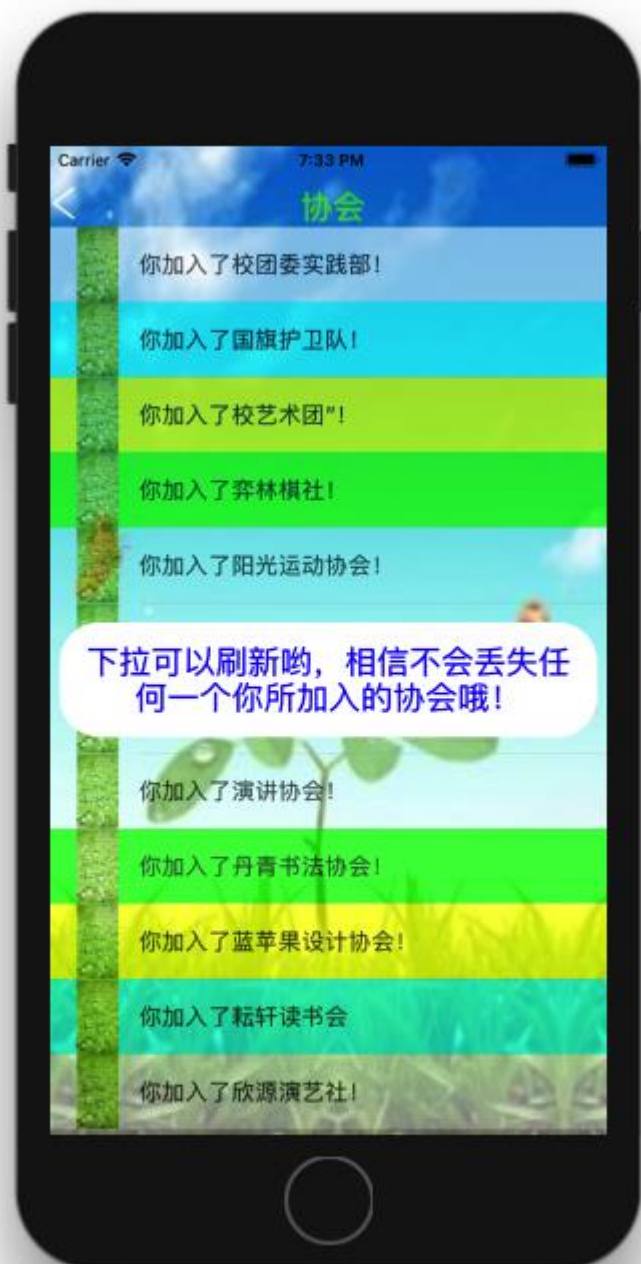 Carrier
7:33 PM
协会
你加入了校团委实践部!
你加入了国旗护卫队!
你加入了校艺术团"!
你加入了弈林棋社!
你加入了阳光运动协会!
下拉可以刷新哟，相信不会丢失任
何一个你所加入的协会哦!
你加入了演讲协会!
你加入了丹青书法协会!
你加入了蓝苹果设计协会!
你加入了耘轩读书会
你加入了欣源演艺社!